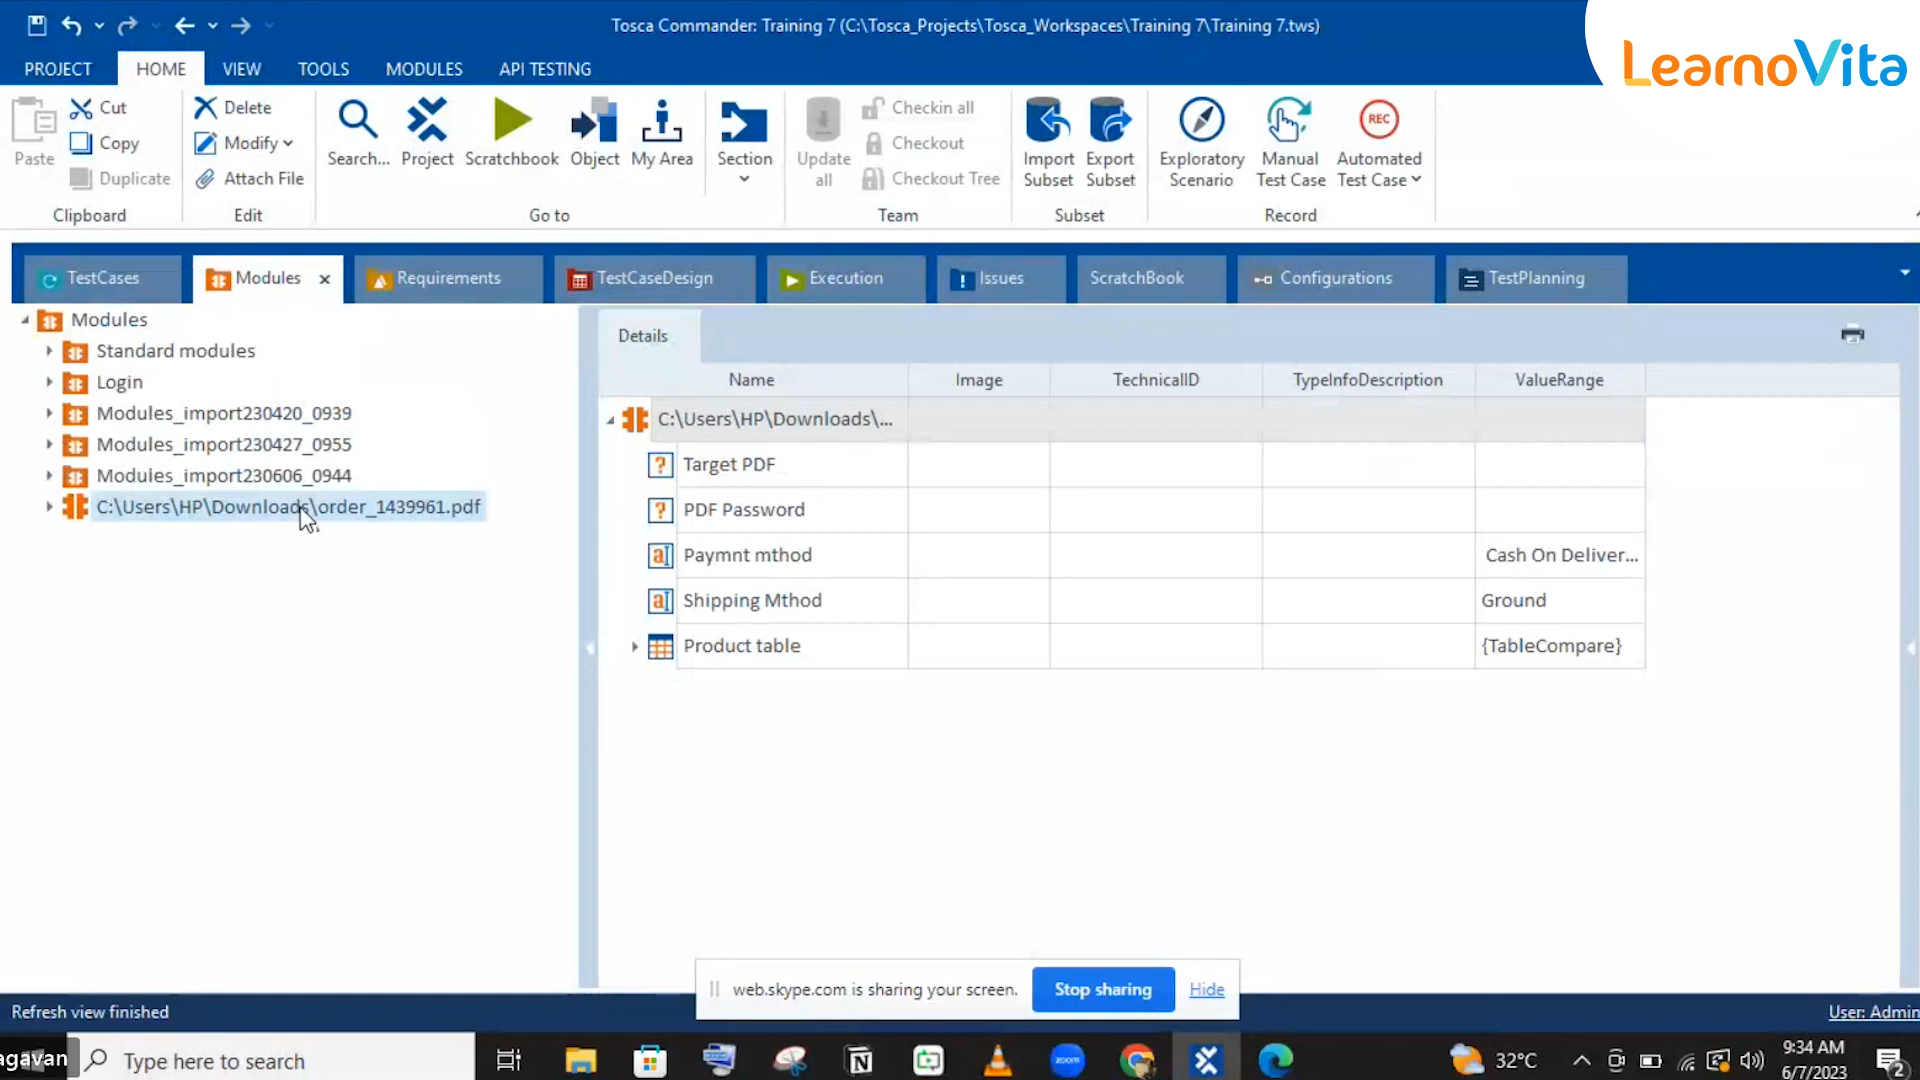 Tosca Commander: Training 7 (C:\Tosca_Projects\Tosca_Workspaces\Training 7\Training 7.tws)
LearnoVita
PROJECT HOME VIEW TOOLS MODULES API TESTING
Paste
Cut
Copy
Duplicate
Clipboard
Delete
Modify
Attach File
Edit
Search...
Project
Scratchbook
Object
My Area
Section
Go to
Update
all
Checkin all
Checkout
Checkout Tree
Team
Import
Subset
Export
Subset
Subset
Exploratory
Scenario
Manual
Test Case
REC
Automated
Test Case
Record
TestCases Modules Requirements TestCaseDesign Execution Issues ScratchBook Configurations TestPlanning
Modules
Standard modules
Login
Modules_import230420_0939
Modules_import230427_0955
Modules_import230606_0944
C:\Users\HP\Downloads\order_1439961.pdf
Details
Name Image TechnicalID TypeInfoDescription ValueRange
C:\Users\HP\Downloads\...
Target PDF
PDF Password
Paymnt mthod Cash On Deliver...
Shipping Mthod Ground
Product table {TableCompare}
web.skype.com is sharing your screen. Stop sharing Hide
Refresh view finished
User: Admin
agavan
Type here to search
zoom
32°C
9:34 AM
6/7/2023
2